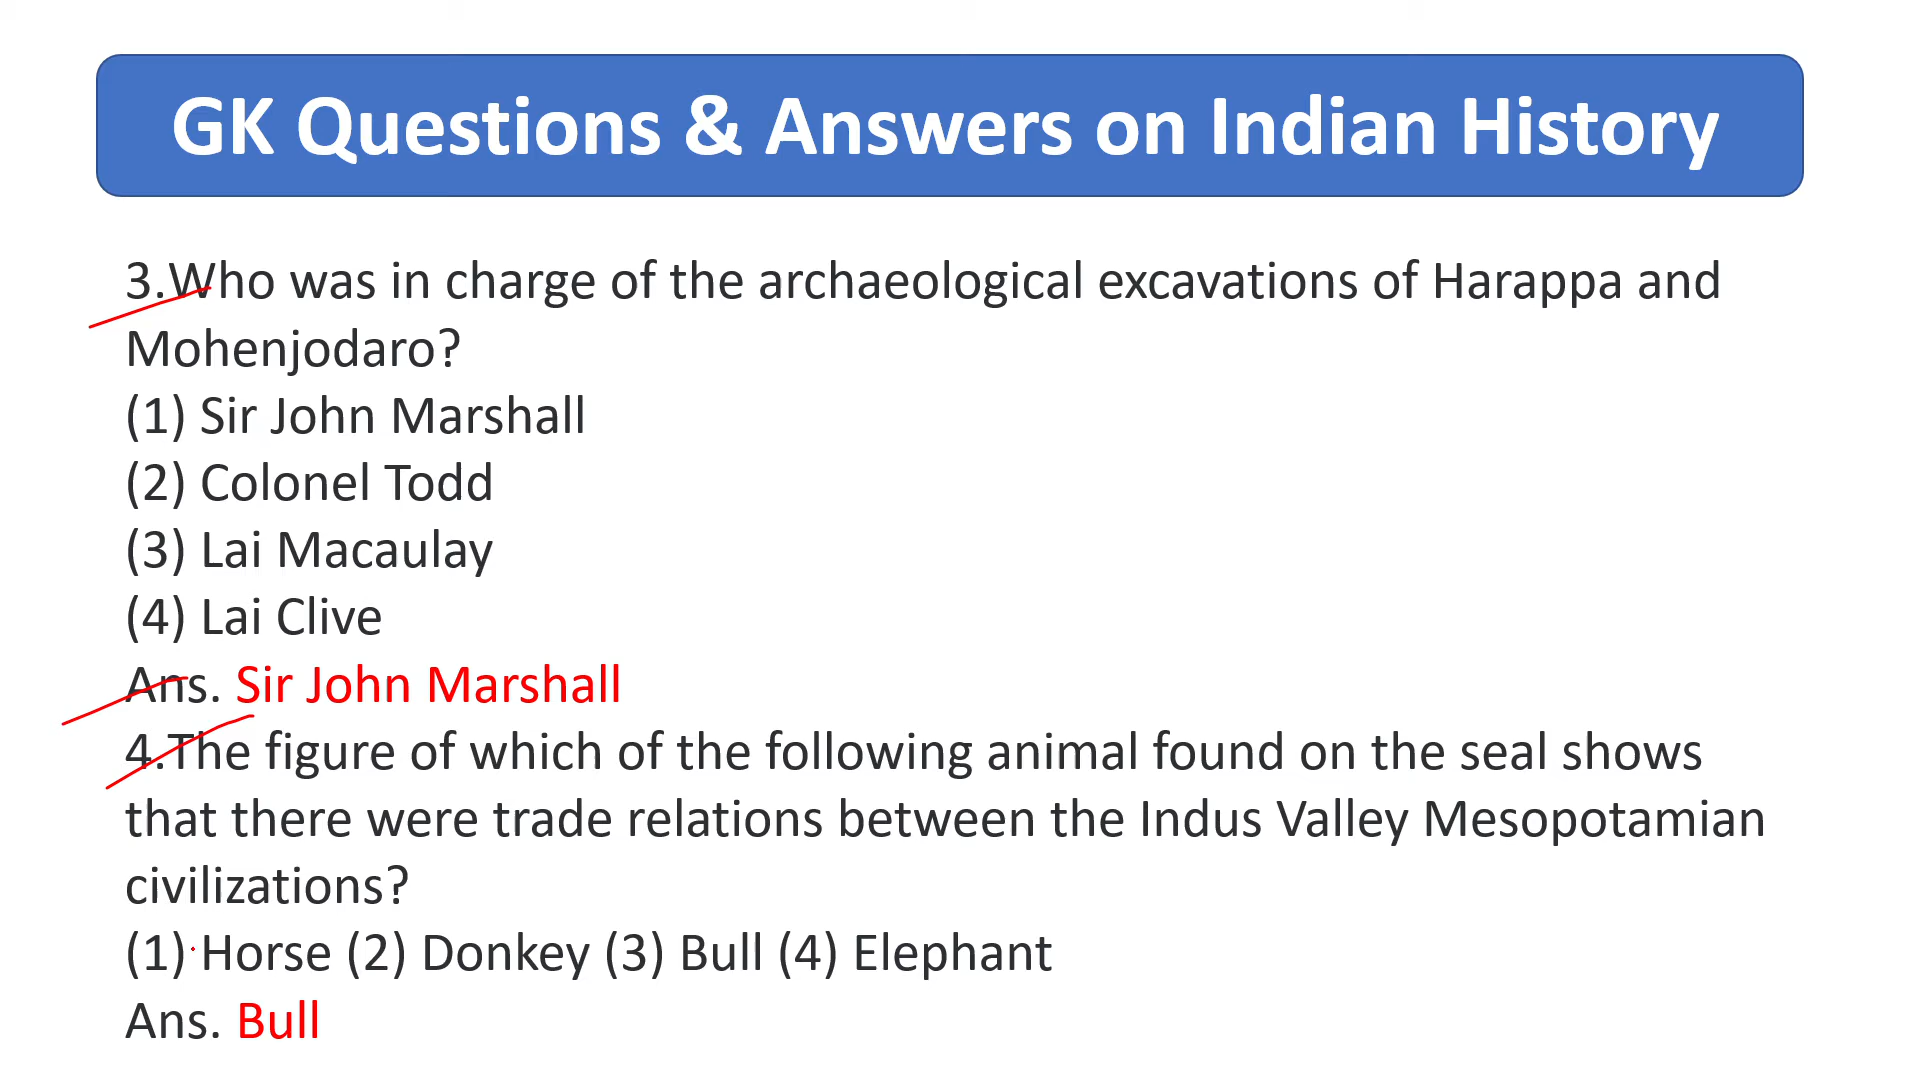 GK Questions & Answers on Indian History
3.Who was in charge of the archaeological excavations of Harappa and
Mohenjodaro?
(1) Sir John Marshall
(2) Colonel Todd
(3) Lai Macaulay
(4) Lai Clive
Ans. Sir John Marshall
4.The figure of which of the following animal found on the seal shows
that there were trade relations between the Indus Valley Mesopotamian
civilizations?
(1) Horse (2) Donkey (3) Bull (4) Elephant
Ans. Bull